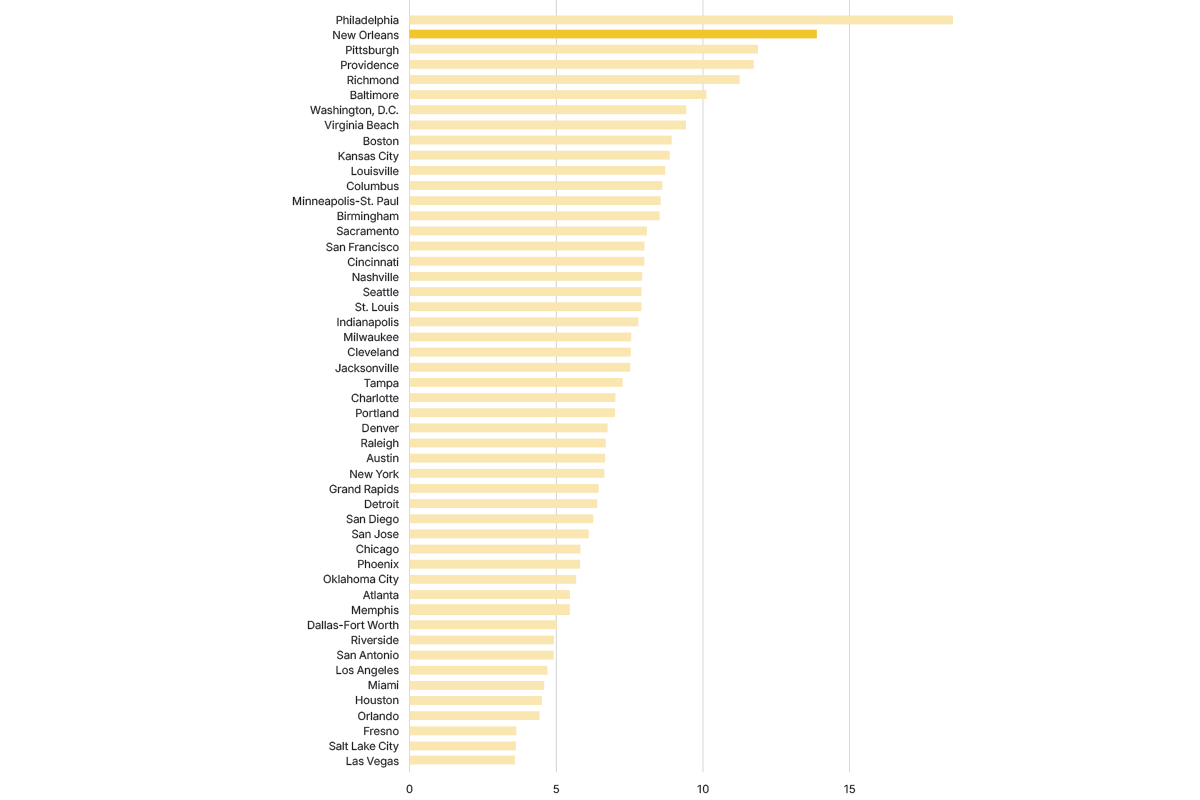 Philadelphia
New Orleans
Pittsburgh
Providence
Richmond
Baltimore
Washington, D.C.
Virginia Beach
Boston
Kansas City
Louisville
Columbus
Minneapolis-St. Paul
Birmingham
Sacramento
San Francisco
Cincinnati
Nashville
Seattle
St. Louis
Indianapolis
Milwaukee
Cleveland
Jacksonville
Tampa
Charlotte
Portland
Denver
Raleigh
Austin
New York
Grand Rapids
Detroit
San Diego
San Jose
Chicago
Phoenix
Oklahoma City
Atlanta
Memphis
Dallas-Fort Worth
Riverside
San Antonio
Los Angeles
Miami
Houston
Orlando
Fresno
Salt Lake City
Las Vegas
0 5 10 15